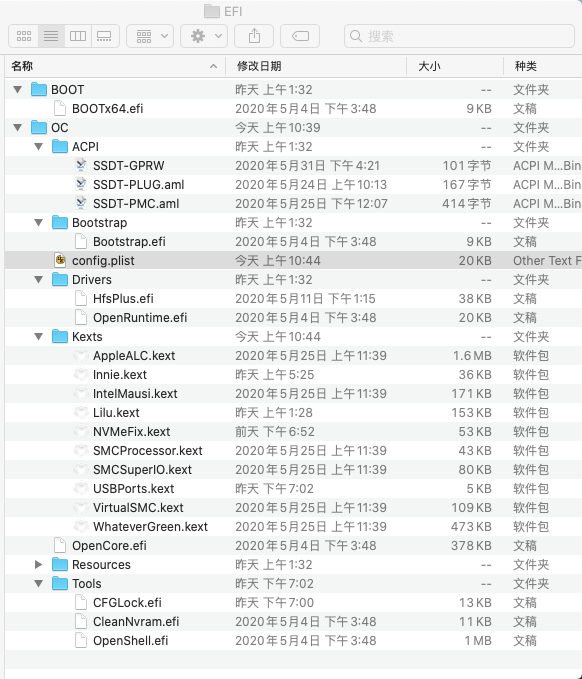 EFI
搜索
名称 修改日期 大小 种类
BOOT 昨天 上午1:32 -- 文件夹
BOOTx64.efi 2020年5月4日 下午3:48 9 KB 文稿
OC 今天 上午10:39 -- 文件夹
ACPI 昨天 上午1:32 -- 文件夹
SSDT-GPRW 2020年5月31日 下午4:21 101 字节 ACPI M...Bin
SSDT-PLUG.aml 2020年5月24日 上午10:13 167 字节 ACPI M...Bin
SSDT-PMC.aml 2020年5月25日 下午12:07 414 字节 ACPI M...Bin
Bootstrap 昨天 上午1:32 -- 文件夹
Bootstrap.efi 2020年5月4日 下午3:48 9 KB 文稿
config.plist 今天 上午10:44 20 KB Other Text F
Drivers 昨天 上午1:32 -- 文件夹
HfsPlus.efi 2020年5月11日 下午1:15 38 KB 文稿
OpenRuntime.efi 2020年5月4日 下午3:48 20 KB 文稿
Kexts 今天 上午10:44 -- 文件夹
AppleALC.kext 2020年5月25日 上午11:39 1.6 MB 软件包
Innie.kext 昨天 上午5:25 36 KB 软件包
IntelMausi.kext 2020年5月25日 上午11:39 171 KB 软件包
Lilu.kext 昨天 上午1:28 153 KB 软件包
NVMeFix.kext 前天 下午6:52 53 KB 软件包
SMCProcessor.kext 2020年5月25日 上午11:39 43 KB 软件包
SMCSuperIO.kext 2020年5月25日 上午11:39 80 KB 软件包
USBPorts.kext 昨天 下午7:02 5 KB 软件包
VirtualSMC.kext 2020年5月25日 上午11:39 109 KB 软件包
WhateverGreen.kext 2020年5月25日 上午11:39 473 KB 软件包
OpenCore.efi 2020年5月4日 下午3:48 378 KB 文稿
Resources 昨天 上午1:32 -- 文件夹
Tools 昨天 下午7:02 -- 文件夹
CFGLock.efi 昨天 下午7:00 13 KB 文稿
CleanNvram.efi 2020年5月4日 下午3:48 11 KB 文稿
OpenShell.efi 2020年5月4日 下午3:48 1 MB 文稿